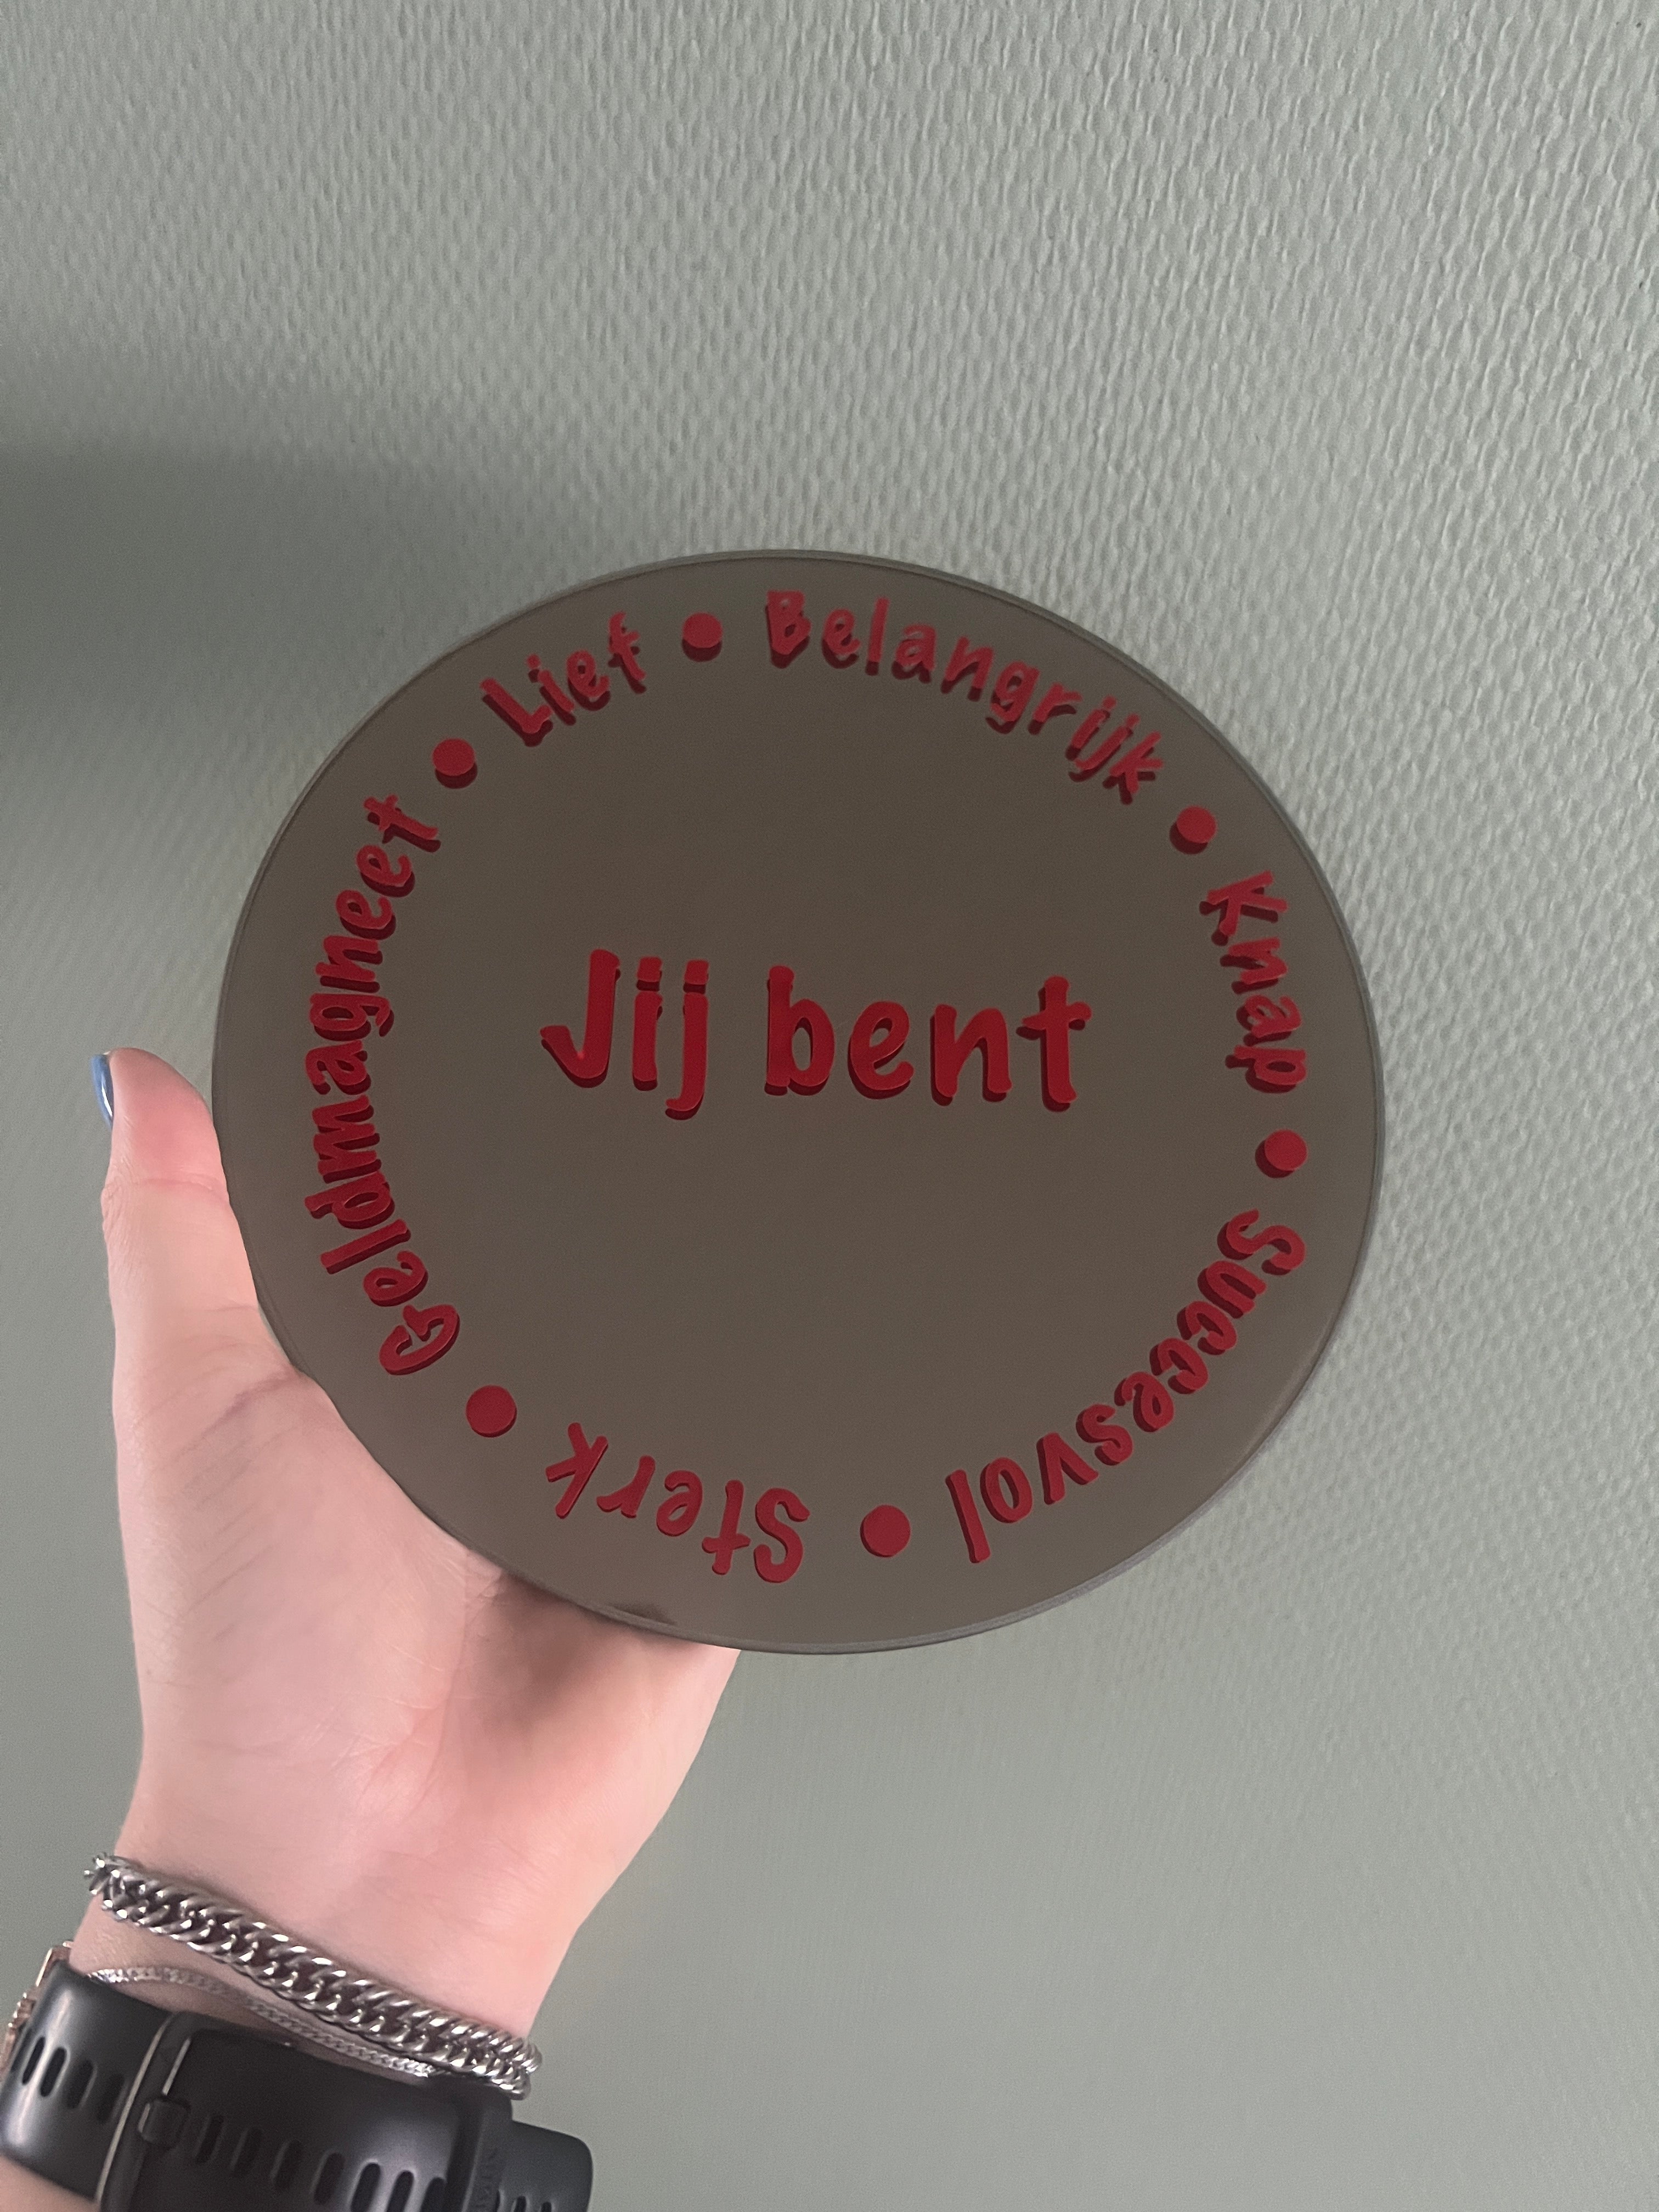 Jij bent
Lief • Belangrijk • Knap • Succesvol • Sterk • Geldmagneet •